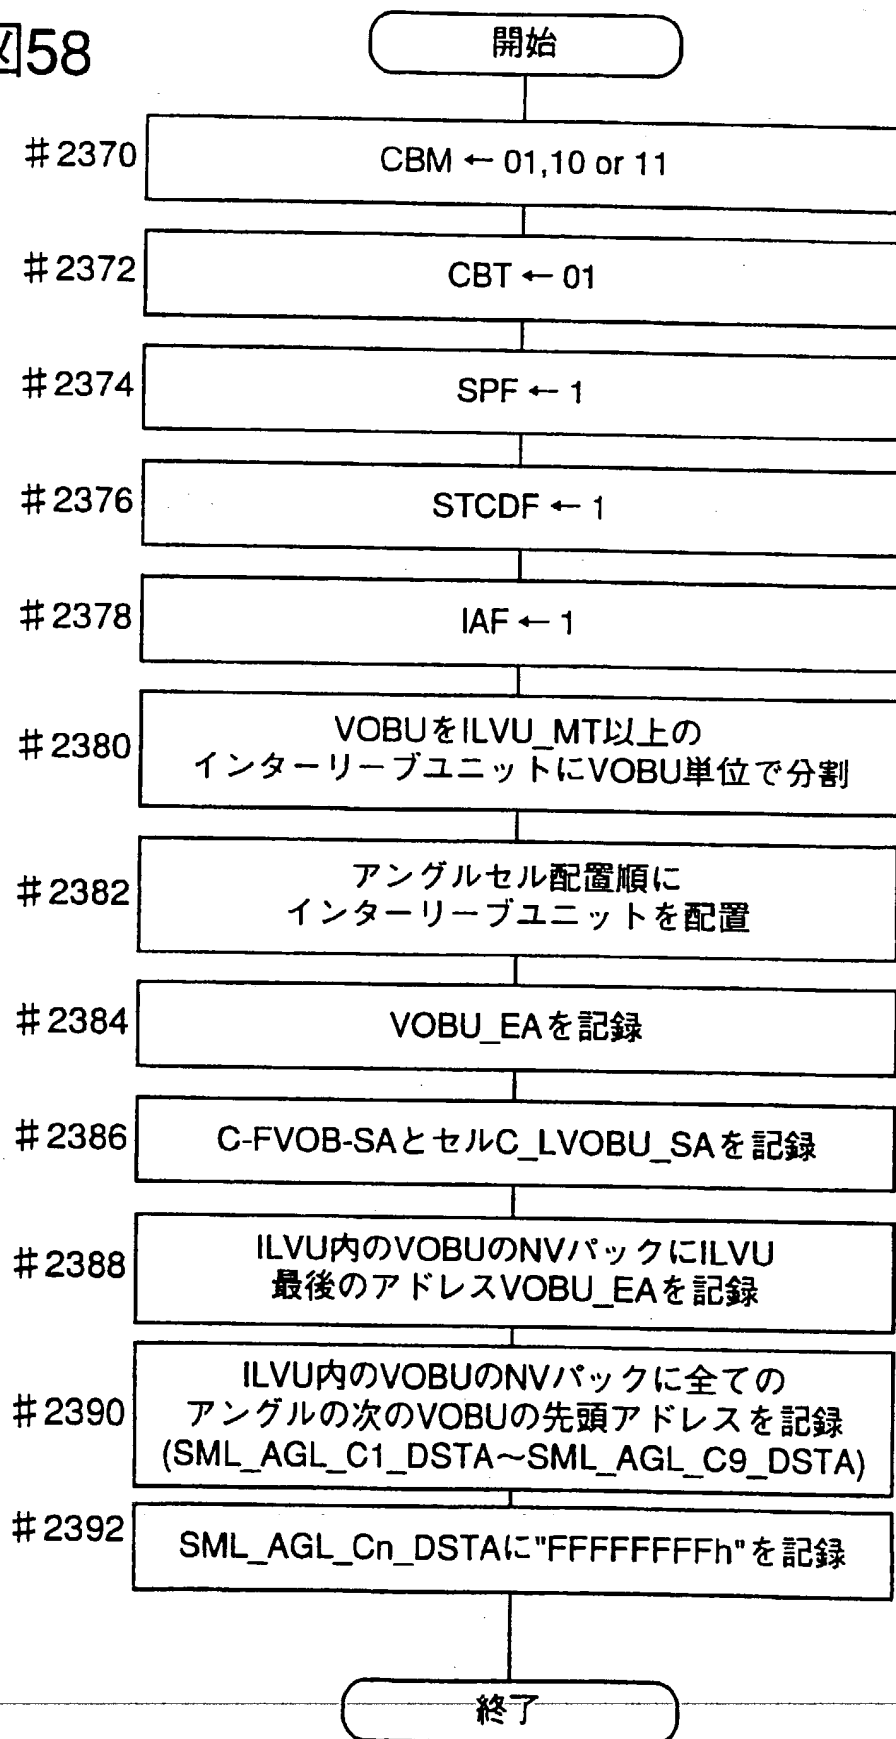 図58
開始
#2370
CBM ← 01,10 or 11
#2372
CBT ← 01
#2374
SPF ← 1
#2376
STCDF ← 1
#2378
IAF ← 1
#2380
VOBUをILVU_MT以上の
インターリーブユニットにVOBU単位で分割
#2382
アングルセル配置順に
インターリーブユニットを配置
#2384
VOBU_EAを記録
#2386
C-FVOB-SAとセルC_LVOBU_SAを記録
#2388
ILVU内のVOBUのNVパックにILVU
最後のアドレスVOBU_EAを記録
#2390
ILVU内のVOBUのNVパックに全ての
アングルの次のVOBUの先頭アドレスを記録
(SML_AGL_C1_DSTA～SML_AGL_C9_DSTA)
#2392
SML_AGL_Cn_DSTAに"FFFFFFFFh"を記録
終了